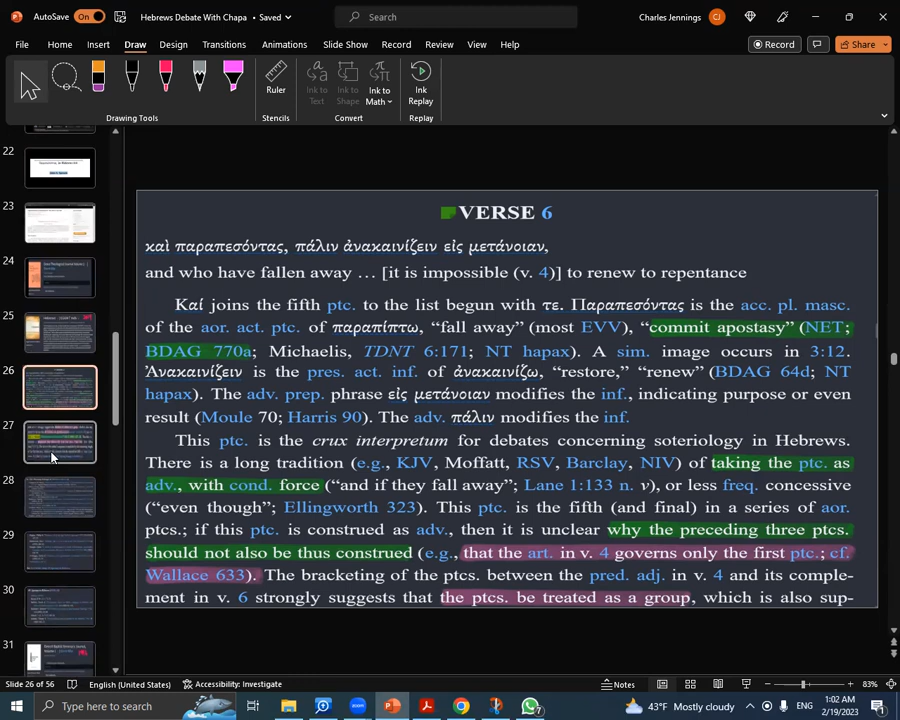 AutoSave On Hebrews Debate With Chapa • Saved Search Charles Jennings CJ
File Home Insert Draw Design Transitions Animations Slide Show Record Review View Help Record Share
Ruler Ink to Text Ink to Shape Ink to Math Ink Replay
Drawing Tools Stencils Convert Replay
22
23
24
25
26
27
28
29
30
31
VERSE 6
καὶ παραπεσόντας, πάλιν ἀνακαινίζειν εἰς μετάνοιαν,
and who have fallen away … [it is impossible (v. 4)] to renew to repentance
Καί joins the fifth ptc. to the list begun with τε. Παραπεσόντας is the acc. pl. masc.
of the aor. act. ptc. of παραπίπτω, “fall away” (most EVV), “commit apostasy” (NET;
BDAG 770a; Michaelis, TDNT 6:171; NT hapax). A sim. image occurs in 3:12.
Ἀνακαινίζειν is the pres. act. inf. of ἀνακαινίζω, “restore,” “renew” (BDAG 64d; NT
hapax). The adv. prep. phrase εἰς μετάνοιαν modifies the inf., indicating purpose or even
result (Moule 70; Harris 90). The adv. πάλιν modifies the inf.
This ptc. is the crux interpretum for debates concerning soteriology in Hebrews.
There is a long tradition (e.g., KJV, Moffatt, RSV, Barclay, NIV) of taking the ptc. as
adv., with cond. force (“and if they fall away”; Lane 1:133 n. v), or less freq. concessive
(“even though”; Ellingworth 323). This ptc. is the fifth (and final) in a series of aor.
ptcs.; if this ptc. is construed as adv., then it is unclear why the preceding three ptcs.
should not also be thus construed (e.g., that the art. in v. 4 governs only the first ptc.; cf.
Wallace 633). The bracketing of the ptcs. between the pred. adj. in v. 4 and its comple-
ment in v. 6 strongly suggests that the ptcs. be treated as a group, which is also sup-
Slide 26 of 56 English (United States) Accessibility: Investigate Notes 83%
Type here to search zoom 7 43°F Mostly cloudy 1:02 AM
2/19/2023